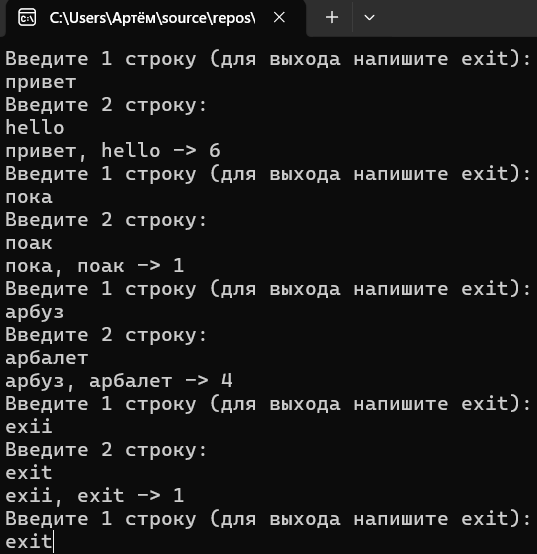 C:\Users\Артём\source\repos\
Введите 1 строку (для выхода напишите exit):
привет
Введите 2 строку:
hello
привет, hello -> 6
Введите 1 строку (для выхода напишите exit):
пока
Введите 2 строку:
поак
пока, поак -> 1
Введите 1 строку (для выхода напишите exit):
арбуз
Введите 2 строку:
арбалет
арбуз, арбалет -> 4
Введите 1 строку (для выхода напишите exit):
exii
Введите 2 строку:
exit
exii, exit -> 1
Введите 1 строку (для выхода напишите exit):
exit